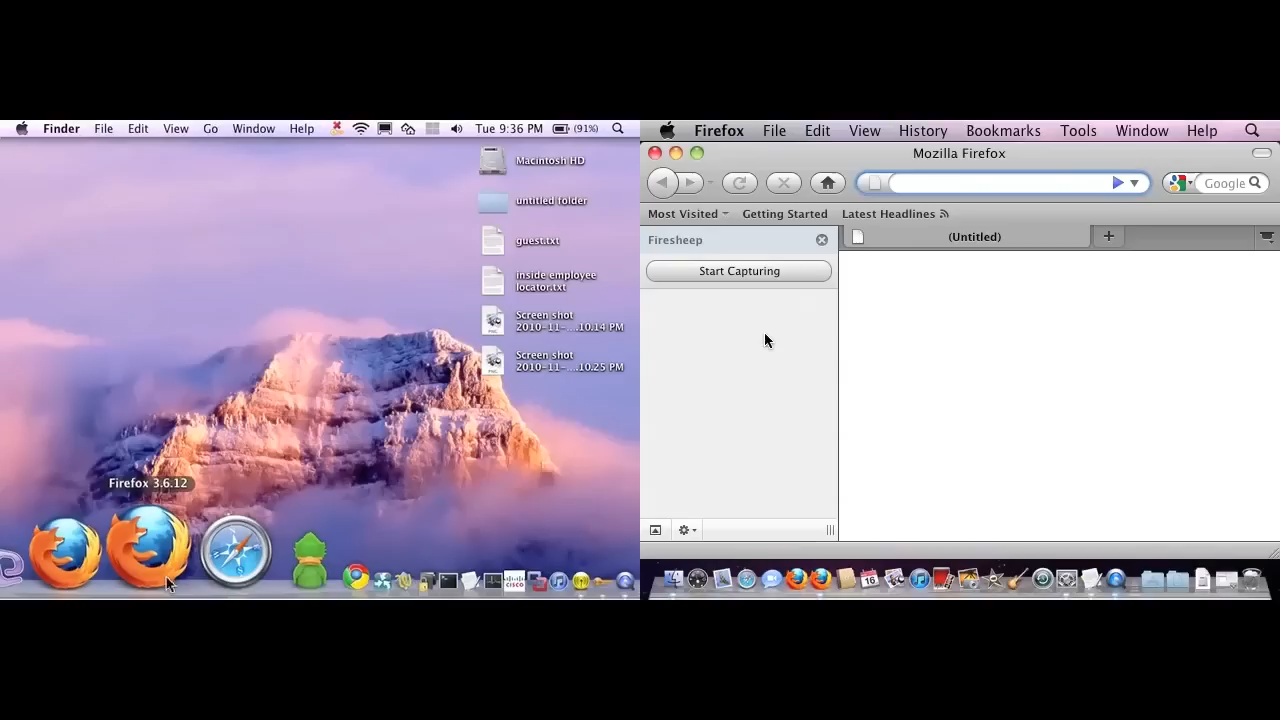 Finder File Edit View Go Window Help Tue 9:36 PM (91%)
Macintosh HD
untitled folder
guest.txt
inside employee
locator.txt
Screen shot
2010-11-...10.14 PM
Screen shot
2010-11-...10.25 PM
Firefox 3.6.12
CISCO
Firefox File Edit View History Bookmarks Tools Window Help
Mozilla Firefox
Google
Most Visited Getting Started Latest Headlines
Firesheep
(Untitled)
Start Capturing
16